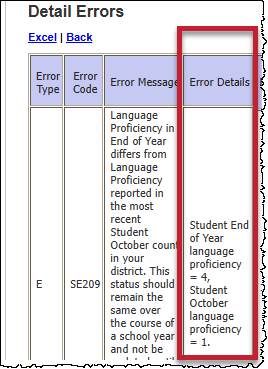 Detail Errors
Excel | Back
Error Type
Error Code
Error Message
Error Details
E
SE209
Language
Proficiency in
End of Year
differs from
Language
Proficiency
reported in
the most
recent
Student
October count
in your
district. This
status should
remain the
same over
the course of
a school year
and not be
Student End
of Year
language
proficiency
= 4,
Student
October
language
proficiency
= 1.